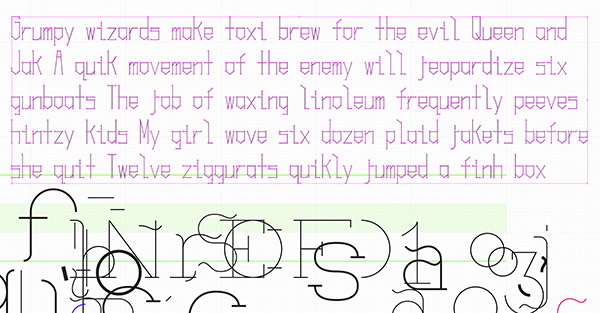 Grumpy wizards make toxi brew for the evil Queen and
Jak A quik movement of the enemy will jeopardize six
gunboats The job of waxing linoleum frequently peeves
hintzy kids My girl wove six dozen plaid jakets before
she quit Twelve ziggurats quikly jumped a finh box